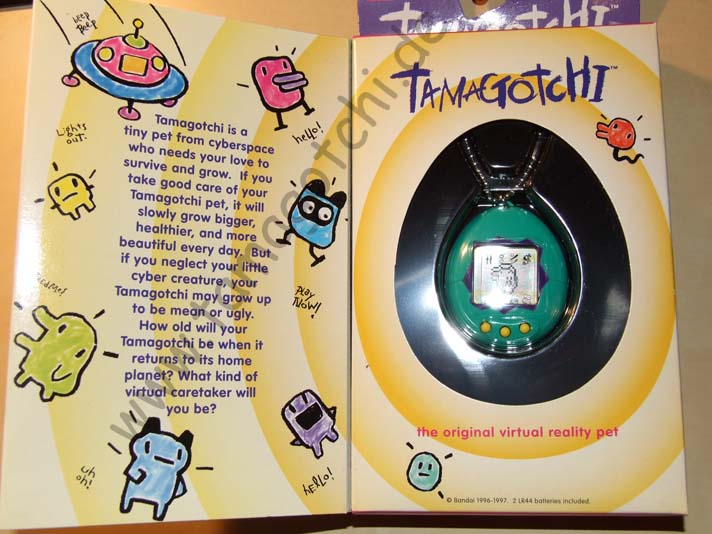 beep
peep
Lights
out.
hello!
Tamagotchi is a
tiny pet from cyberspace
who needs your love to
survive and grow. If you
take good care of your
Tamagotchi pet, it will
slowly grow bigger,
healthier, and more
beautiful every day. But
if you neglect your little
cyber creature, your
Tamagotchi may grow up
to be mean or ugly.
How old will your
Tamagotchi be when it
returns to its home
planet? What kind of
virtual caretaker will
you be?
play
now!
uh
oh!
hello!
www.tamagotchi.de
TAMAGOTCHI
TAMAGOTCHI™
the original virtual reality pet
© Bandai 1996-1997. 2 LR44 batteries included.